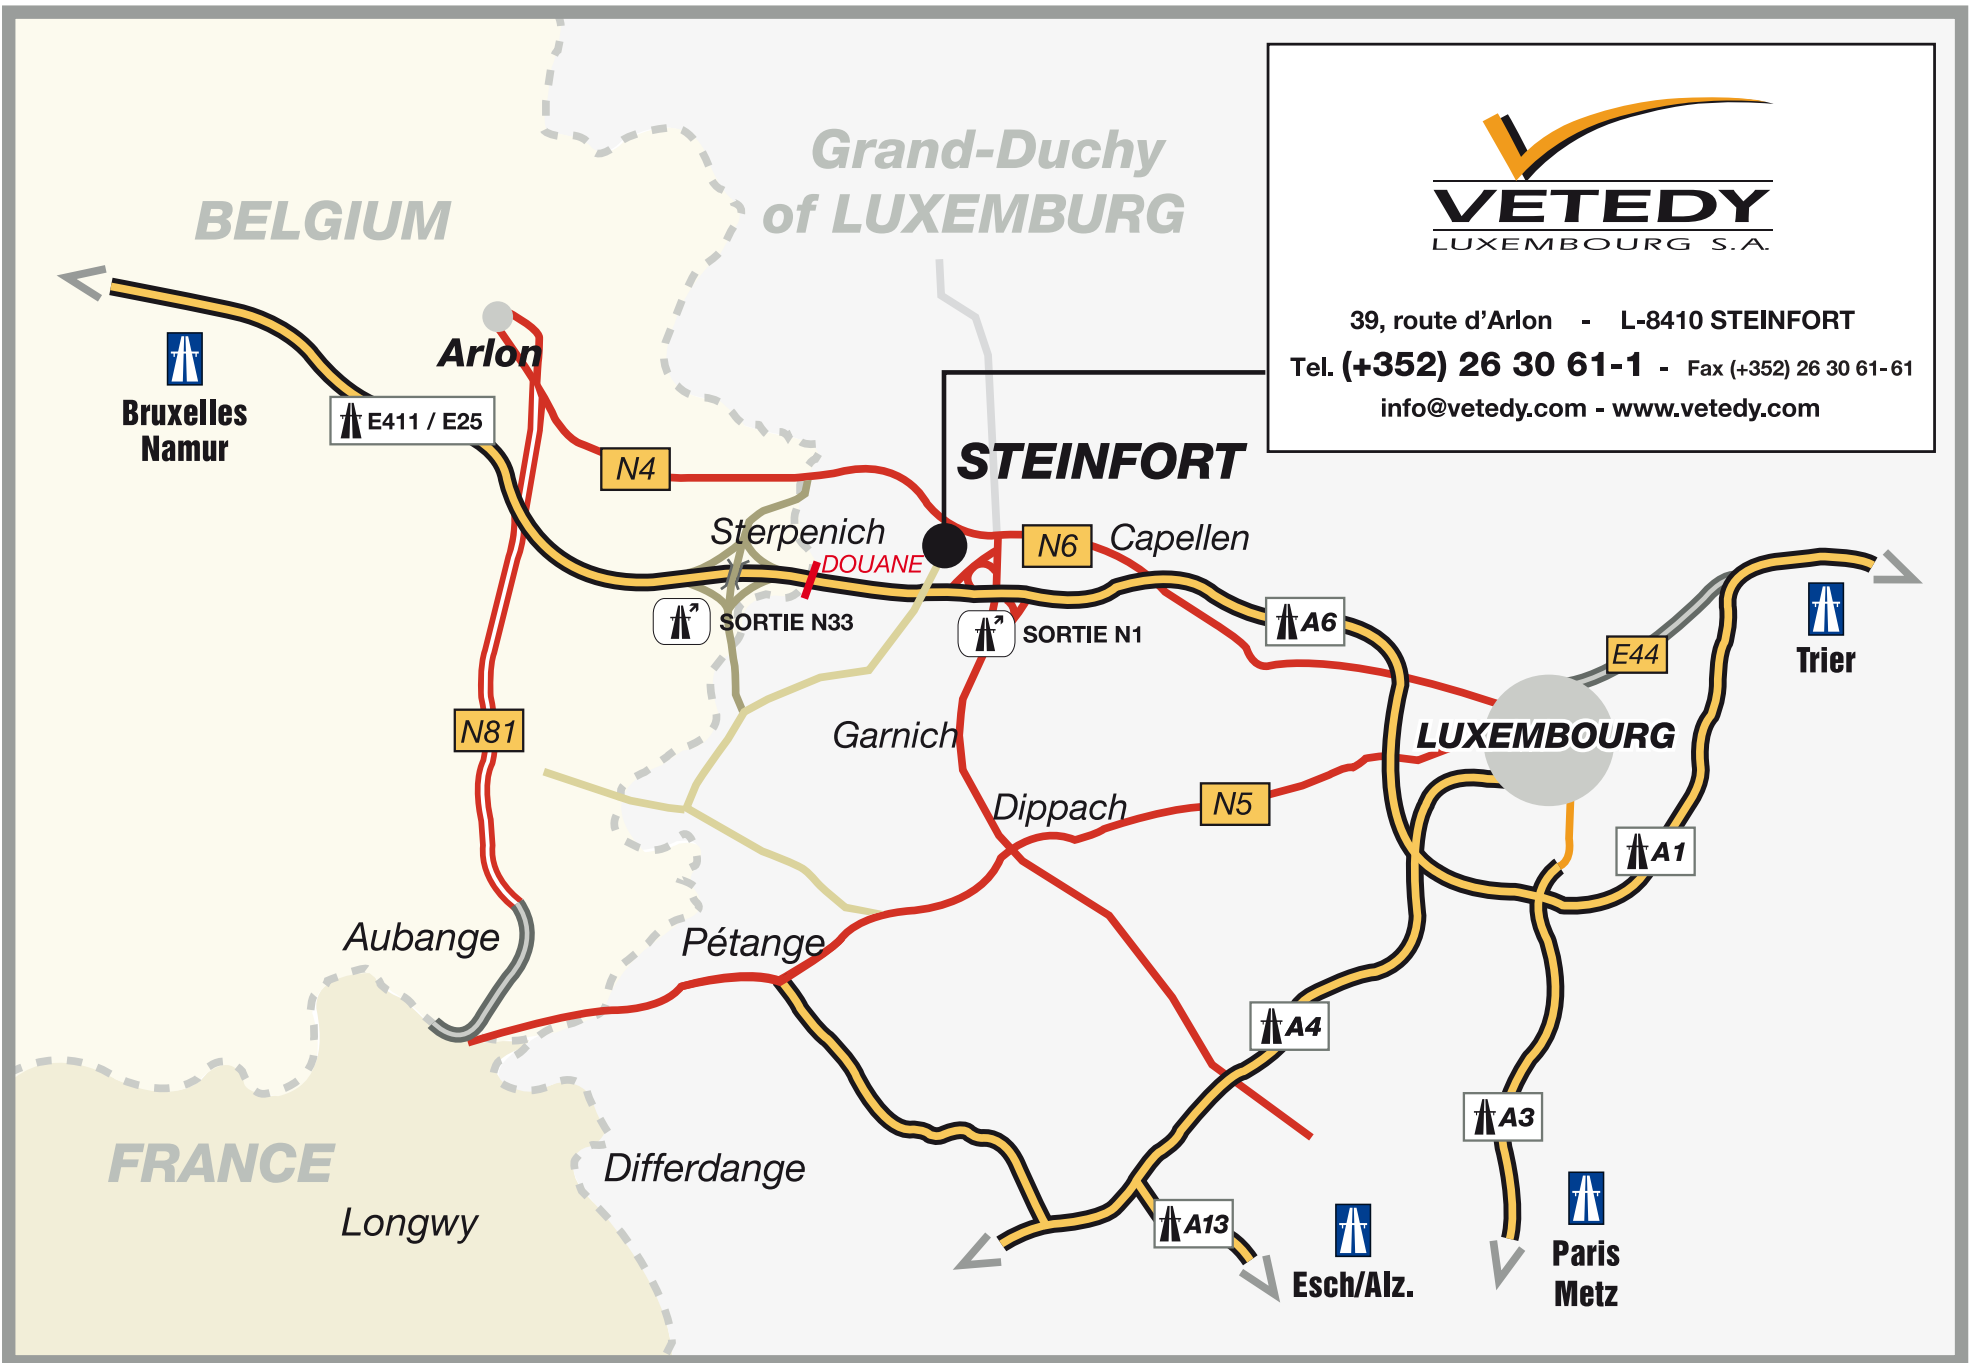 BELGIUM
Grand-Duchy
of LUXEMBURG
VETEDY
LUXEMBOURG S.A.
39, route d'Arlon - L-8410 STEINFORT
Tel. (+352) 26 30 61-1 - Fax (+352) 26 30 61-61
info@vetedy.com - www.vetedy.com
Arlon
Bruxelles
Namur
E411 / E25
N4
STEINFORT
Sterpenich
DOUANE
N6
Capellen
SORTIE N33
SORTIE N1
A6
E44
Trier
N81
Garnich
LUXEMBOURG
Dippach
N5
A1
Aubange
Pétange
A4
A3
FRANCE
Differdange
Longwy
A13
Esch/Alz.
Paris
Metz